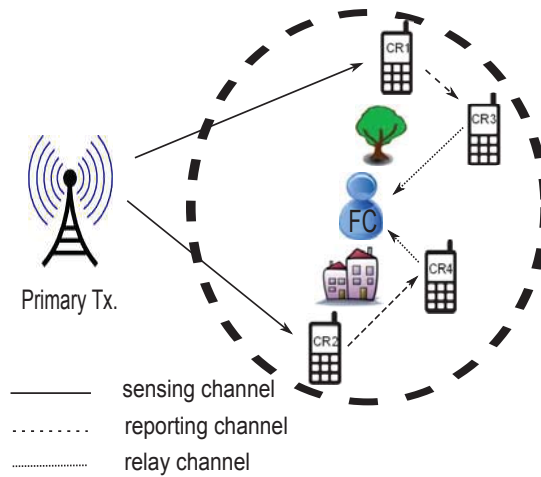 CR1
CR3
FC
CR4
Primary Tx.
CR2
sensing channel
reporting channel
relay channel